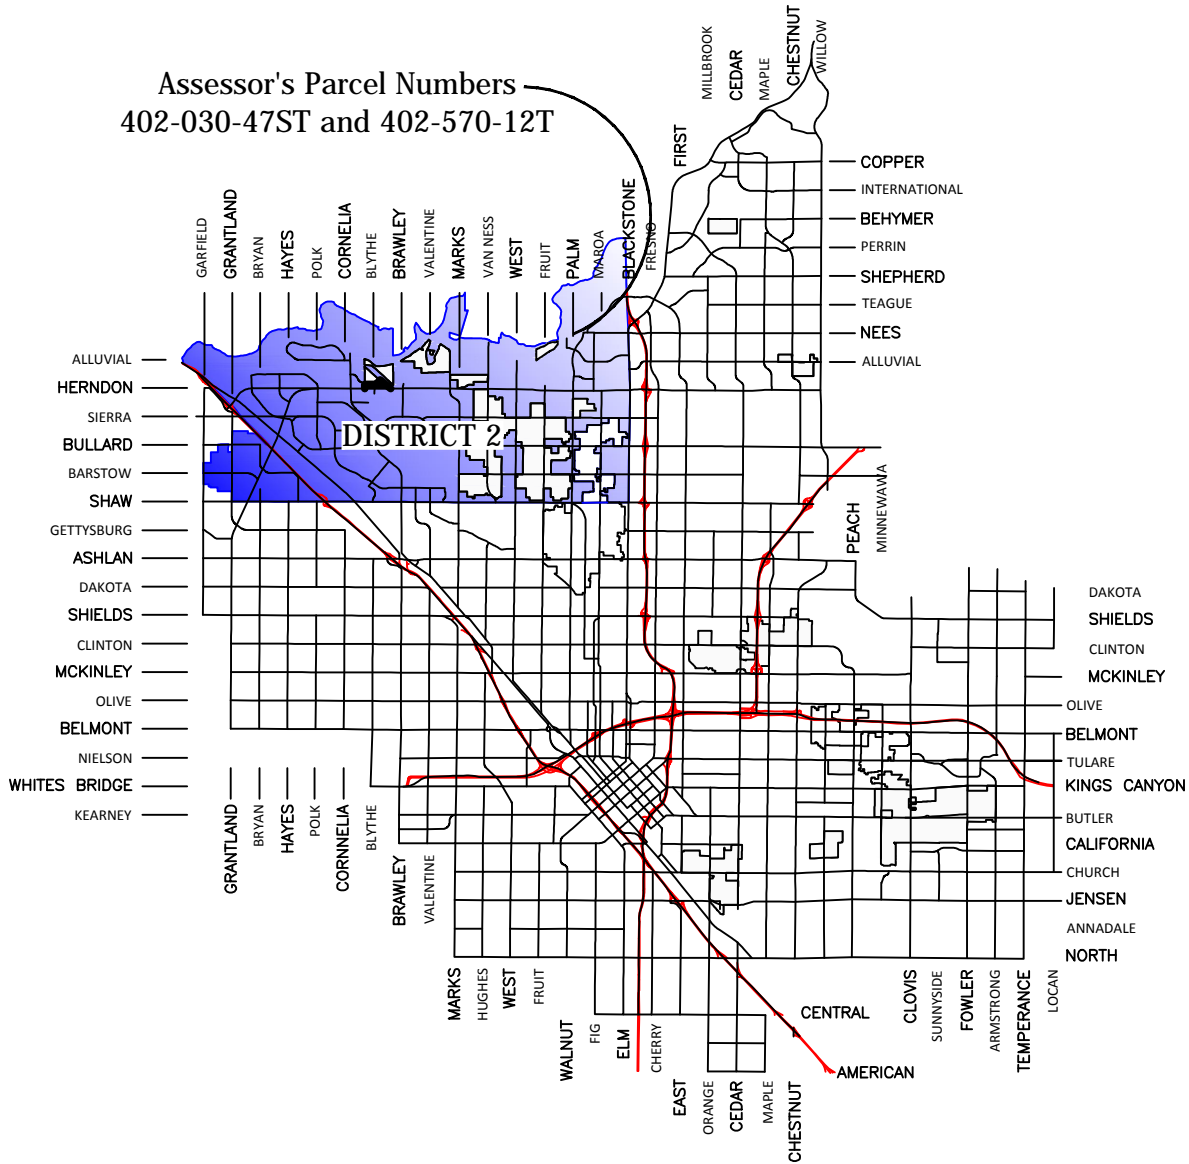 Assessor's Parcel Numbers
402-030-47ST and 402-570-12T
MILLBROOK
CEDAR
MAPLE
CHESTNUT
WILLOW
FIRST
COPPER
INTERNATIONAL
BEHYMER
PERRIN
SHEPHERD
TEAGUE
NEES
ALLUVIAL
GARFIELD
GRANTLAND
BRYAN
HAYES
POLK
CORNELIA
BLYTHE
BRAWLEY
VALENTINE
MARKS
VAN NESS
WEST
FRUIT
PALM
MAROA
BLACKSTONE
FRESNO
ALLUVIAL
HERNDON
SIERRA
BULLARD
BARSTOW
SHAW
GETTYSBURG
ASHLAN
DAKOTA
SHIELDS
CLINTON
MCKINLEY
OLIVE
BELMONT
NIELSON
WHITES BRIDGE
KEARNEY
DISTRICT 2
PEACH
MINNEWAWA
DAKOTA
SHIELDS
CLINTON
MCKINLEY
OLIVE
BELMONT
TULARE
KINGS CANYON
BUTLER
CALIFORNIA
CHURCH
JENSEN
ANNADALE
NORTH
GRANTLAND
BRYAN
HAYES
POLK
CORNNELIA
BLYTHE
BRAWLEY
VALENTINE
MARKS
HUGHES
WEST
FRUIT
WALNUT
FIG
ELM
CHERRY
EAST
ORANGE
CEDAR
MAPLE
CHESTNUT
CENTRAL
AMERICAN
CLOVIS
SUNNYSIDE
FOWLER
ARMSTRONG
TEMPERANCE
LOCAN